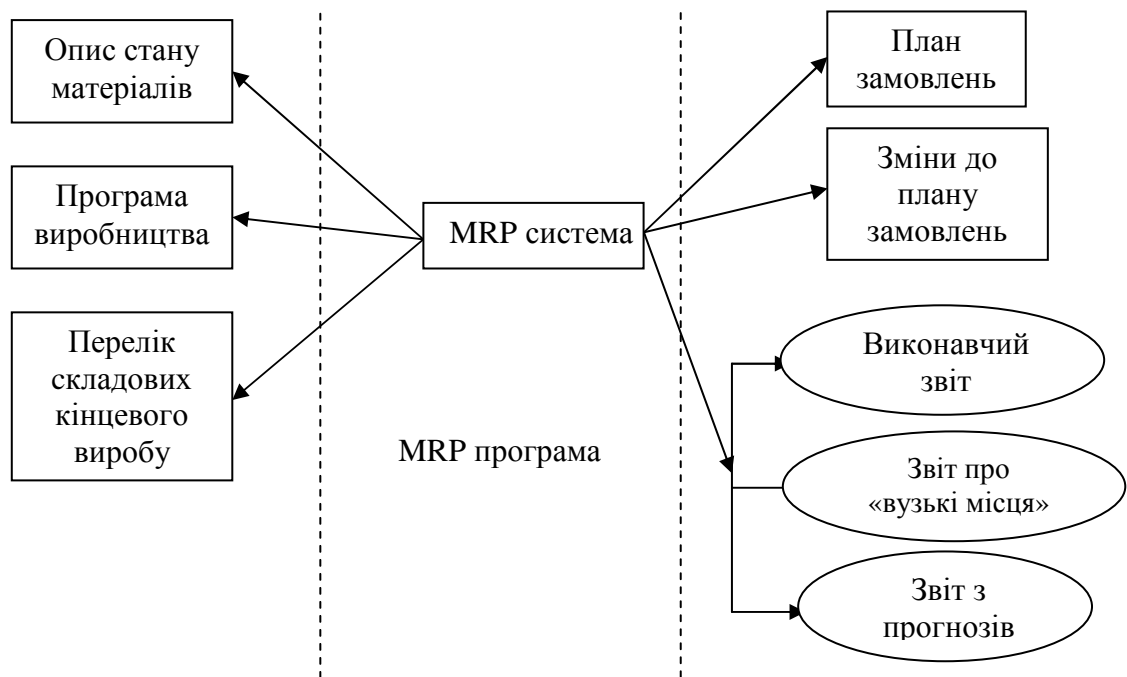 Опис стану
матеріалів
Програма
виробництва
Перелік
складових
кінцевого
виробу
MRP система
MRP програма
План
замовлень
Зміни до
плану
замовлень
Виконавчий
звіт
Звіт про
«вузькі місця»
Звіт з
прогнозів